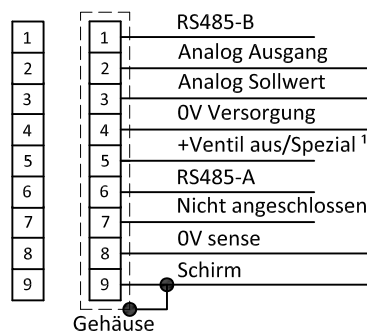 1 1 RS485-B
2 2 Analog Ausgang
3 3 Analog Sollwert
4 4 0V Versorgung
5 5 +Ventil aus/Spezial ¹
6 6 RS485-A
7 7 Nicht angeschlossen
8 8 0V sense
9 9 Schirm
Gehäuse